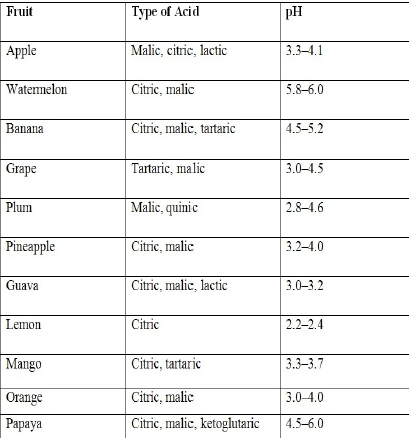 Fruit Type of Acid pH
Apple Malic, citric, lactic 3.3–4.1
Watermelon Citric, malic 5.8–6.0
Banana Citric, malic, tartaric 4.5–5.2
Grape Tartaric, malic 3.0–4.5
Plum Malic, quinic 2.8–4.6
Pineapple Citric, malic 3.2–4.0
Guava Citric, malic, lactic 3.0–3.2
Lemon Citric 2.2–2.4
Mango Citric, tartaric 3.3–3.7
Orange Citric, malic 3.0–4.0
Papaya Citric, malic, ketoglutaric 4.5–6.0